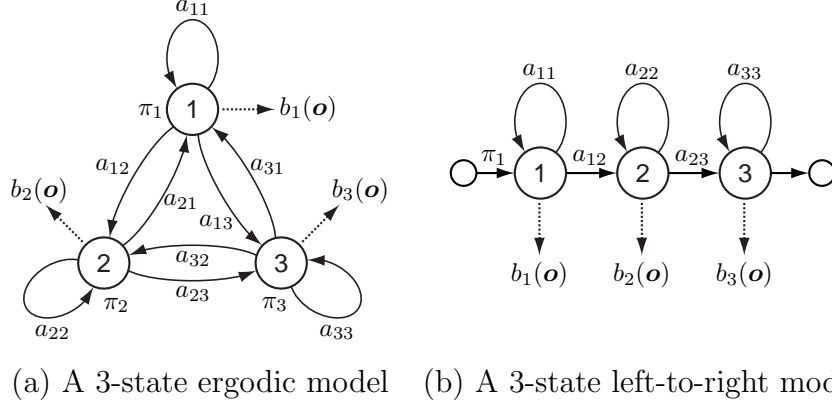 a11
π1 1 b1(o)
a12 a31
b2(o) a21 a13 b3(o)
2 a32 3
a23
a22 π2 π3 a33
(a) A 3-state ergodic model
a11 a22 a33
π1 1 a12 2 a23 3
b1(o) b2(o) b3(o)
(b) A 3-state left-to-right mod